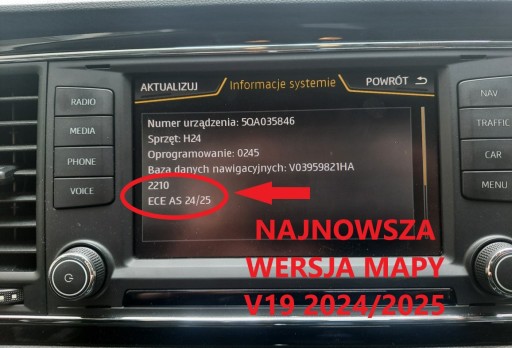 AKTUALIZUJ
Informacje systemie
POWRÓT
RADIO
MEDIA
PHONE
VOICE
NAV
TRAFFIC
CAR
MENU
Numer urządzenia: 5QA035846
Sprzęt: H24
Oprogramowanie: 0245
Baza danych nawigacyjnych: V03959821HA
2210
ECE AS 24/25
NAJNOWSZA
WERSJA MAPY
V19 2024/2025